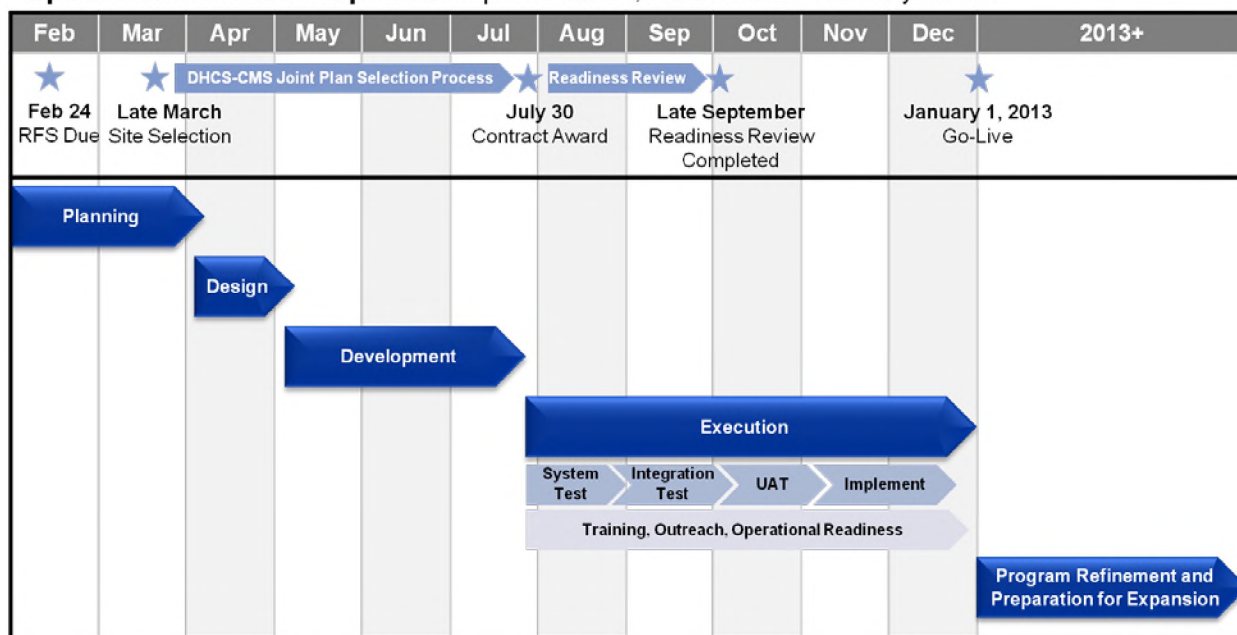 Feb Mar Apr May Jun Jul Aug Sep Oct Nov Dec 2013+
DHCS-CMS Joint Plan Selection Process
Readiness Review
Feb 24
RFS Due
Late March
Site Selection
July 30
Contract Award
Late September
Readiness Review
Completed
January 1, 2013
Go-Live
Planning
Design
Development
Execution
System
Test
Integration
Test
UAT
Implement
Training, Outreach, Operational Readiness
Program Refinement and
Preparation for Expansion